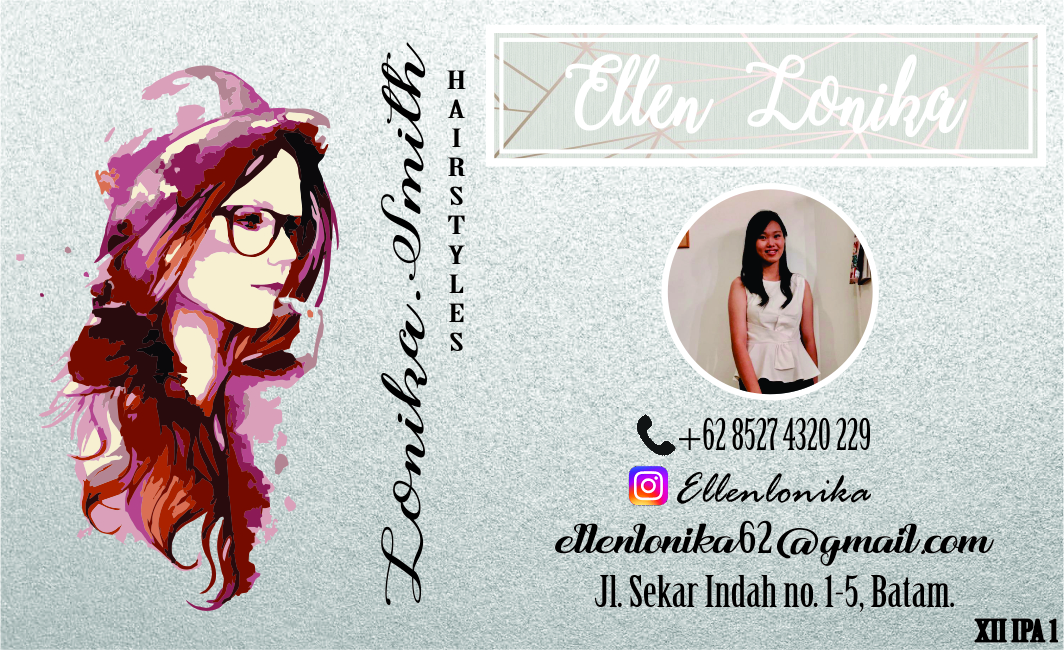 Lonika.Smith
HAIRSTYLES
Ellen Lonika
+62 8527 4320 229
Ellenlonika
ellenlonika62@gmail.com
Jl. Sekar Indah no. 1-5, Batam.
XII IPA 1